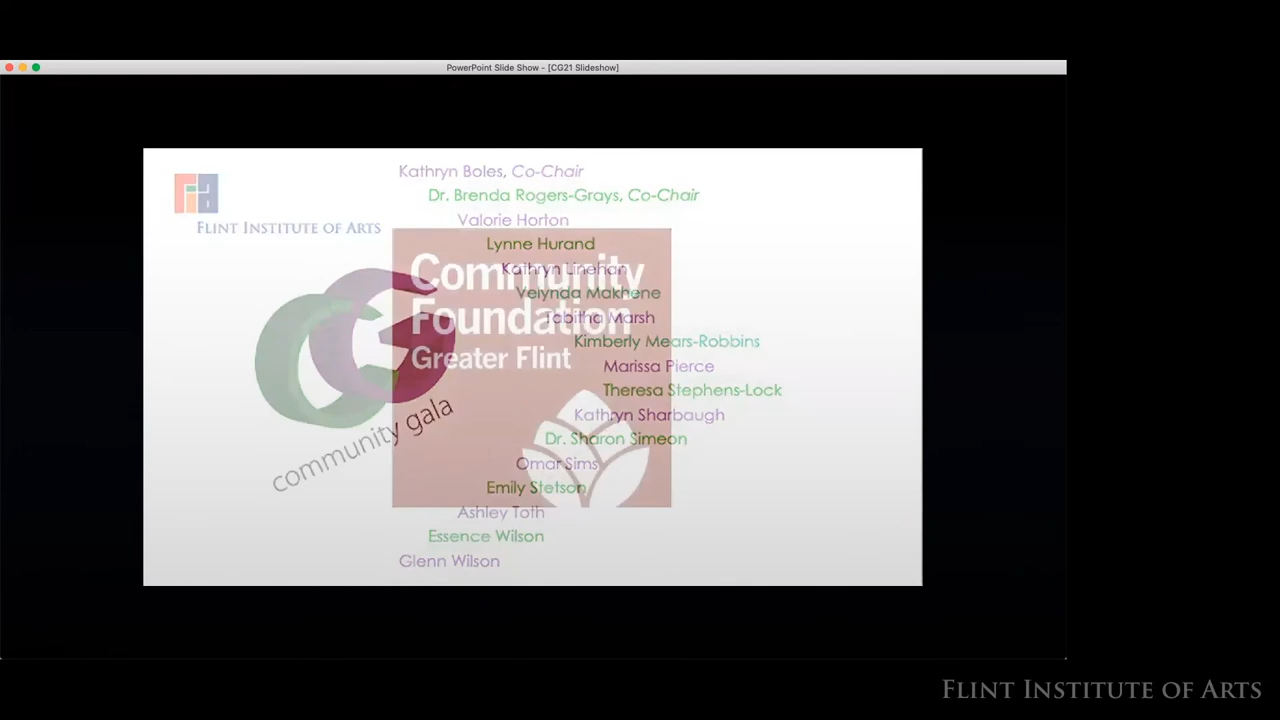 PowerPoint Slide Show - [CG21 Slideshow]
Kathryn Boles, Co-Chair
Dr. Brenda Rogers-Grays, Co-Chair
Valorie Horton
Lynne Hurand
Kathryn Linehan
Velynda Makhene
Tabitha Marsh
Kimberly Mears-Robbins
Marissa Pierce
Theresa Stephens-Lock
Kathryn Sharbaugh
Dr. Sharon Simeon
Omar Sims
Emily Stetson
Ashley Toth
Essence Wilson
Glenn Wilson
fia
FLINT INSTITUTE OF ARTS
CG
community gala
Community
Foundation
Greater Flint
FLINT INSTITUTE OF ARTS